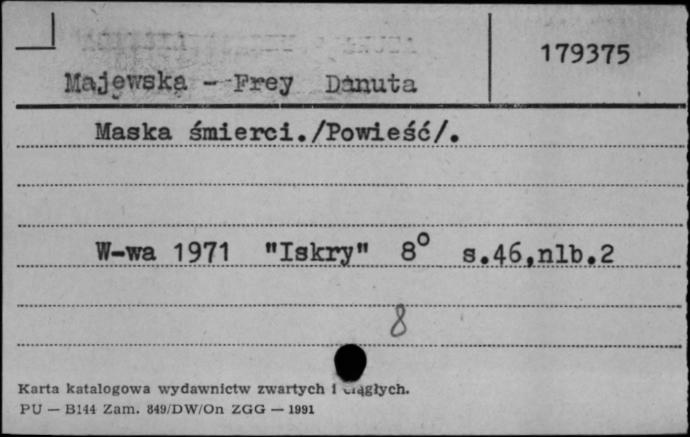 179375
Majewska - Frey Danuta
Maska śmierci./Powieść/.
W-wa 1971 "Iskry" 8° s.46,nlb.2
8
Karta katalogowa wydawnictw zwartych i ciągłych.
PU — B144 Zam. 849/DW/On ZGG — 1991